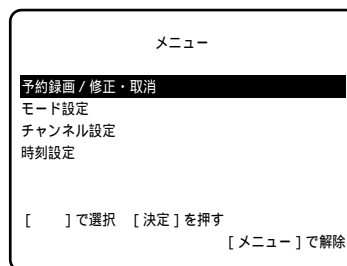 メニュー
予約録画 / 修正・取消
モード設定
チャンネル設定
時刻設定
[ ] で選択 [ 決定 ] を押す
[ メニュー ] で解除